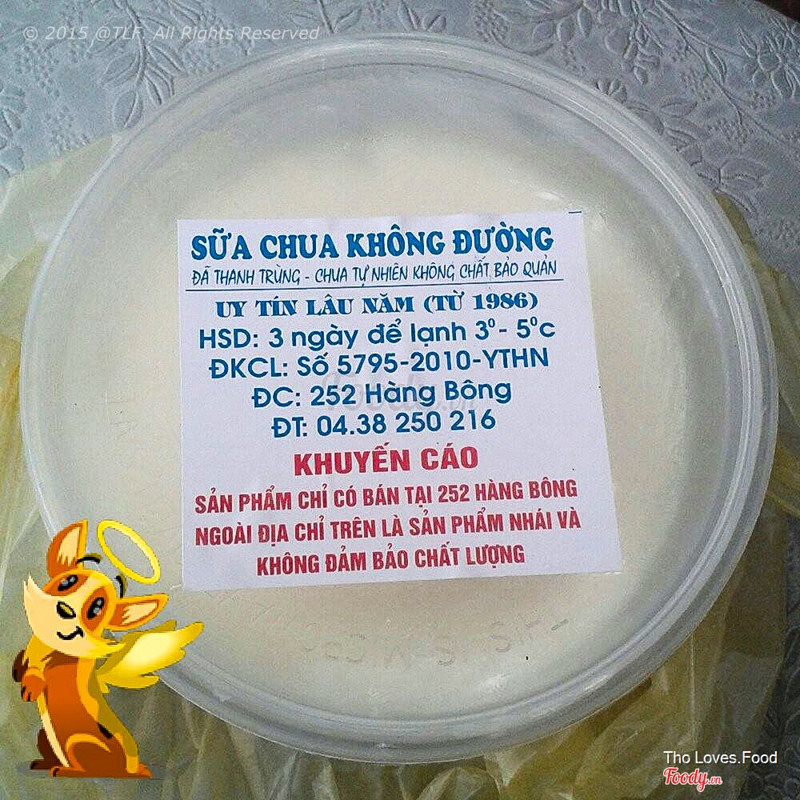 © 2015 @TLF. All Rights Reserved
SỮA CHUA KHÔNG ĐƯỜNG
ĐÃ THANH TRÙNG - CHUA TỰ NHIÊN KHÔNG CHẤT BẢO QUẢN
UY TÍN LÂU NĂM (TỪ 1986)
HSD: 3 ngày để lạnh 3⁰- 5⁰c
ĐKCL: Số 5795-2010-YTHN
ĐC: 252 Hàng Bông
ĐT: 04.38 250 216
KHUYẾN CÁO
SẢN PHẨM CHỈ CÓ BÁN TẠI 252 HÀNG BÔNG
NGOÀI ĐỊA CHỈ TRÊN LÀ SẢN PHẨM NHÁI VÀ
KHÔNG ĐẢM BẢO CHẤT LƯỢNG
Tho Loves.Food
Foody.vn